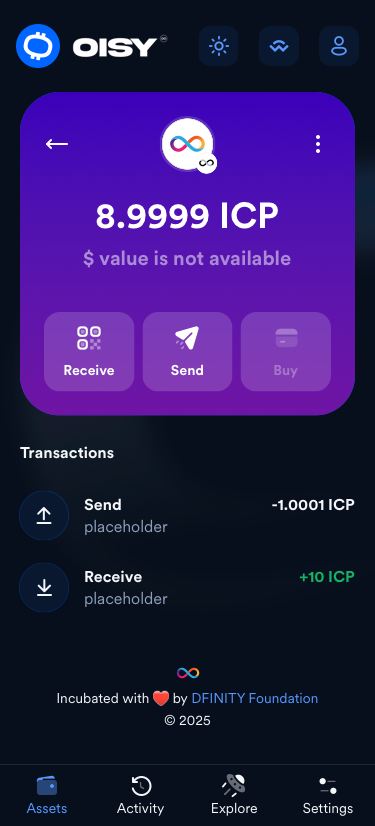 OISY
8.9999 ICP
$ value is not available
Receive
Send
Buy
Transactions
Send
-1.0001 ICP
placeholder
Receive
+10 ICP
placeholder
Incubated with ❤️ by DFINITY Foundation
© 2025
Assets
Activity
Explore
Settings